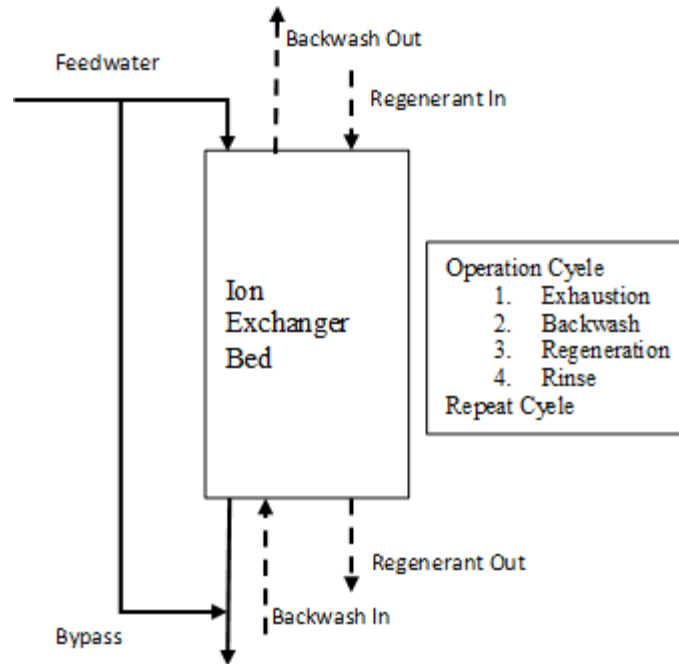 Backwash Out
Feedwater
Regenerant In
Ion
Exchanger
Bed
Operation Cyele
1. Exhaustion
2. Backwash
3. Regeneration
4. Rinse
Repeat Cycle
Regenerant Out
Backwash In
Bypass